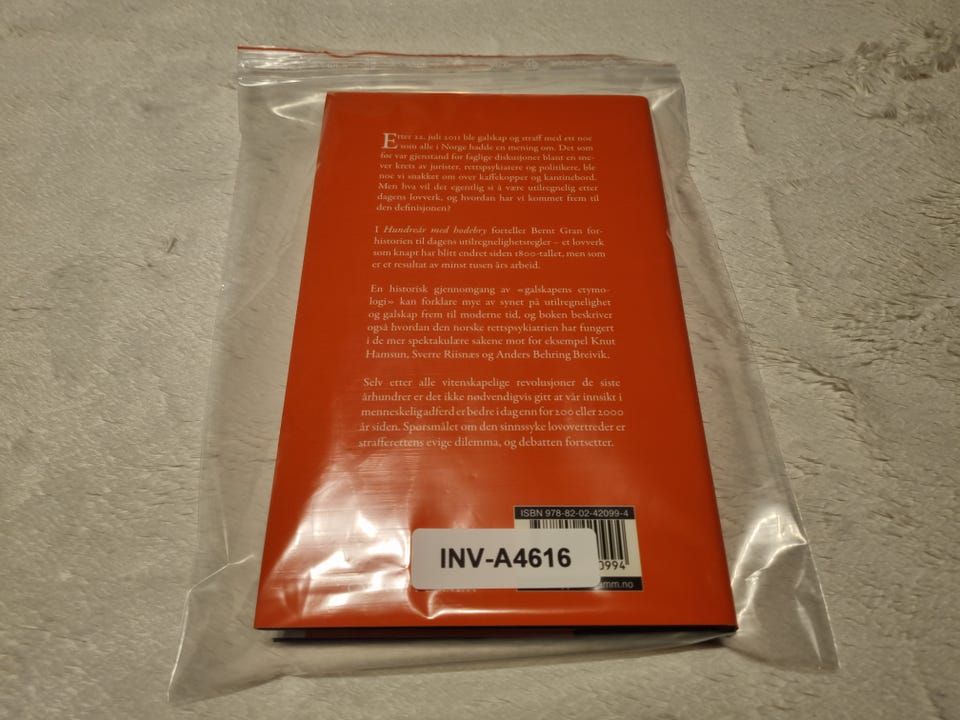 Etter 22. juli 2011 ble galskap og straff med ett noe
som alle i Norge hadde en mening om. Det som
før var gjenstand for faglige diskusjoner blant en sne-
ver krets av jurister, rettspsykiatere og politikere, ble
noe vi snakket om over kaffekopper og kantinebord.
Men hva vil det egentlig si å være utilregnelig etter
dagens lovverk, og hvordan har vi kommet frem til
den definisjonen?
I Hundreår med hodebry forteller Bernt Gran for-
historien til dagens utilregnelighetsregler – et lovverk
som knapt har blitt endret siden 1800-tallet, men som
er et resultat av minst tusen års arbeid.
En historisk gjennomgang av «galskapens etymo-
logi» kan forklare mye av synet på utilregnelighet
og galskap frem til moderne tid, og boken beskriver
også hvordan den norske rettspsykiatrien har fungert
i de mer spektakulære sakene mot for eksempel Knut
Hamsun, Sverre Riisnæs og Anders Behring Breivik.
Selv etter alle vitenskapelige revolusjoner de siste
århundrer er det ikke nødvendigvis gitt at vår innsikt i
menneskelig adferd er bedre i dag enn for 200 eller 2000
år siden. Spørsmålet om den sinnssyke lovovertreder er
strafferettens evige dilemma, og debatten fortsetter.
ISBN 978-82-02-42099-4
0994
INV-A4616
amm.no